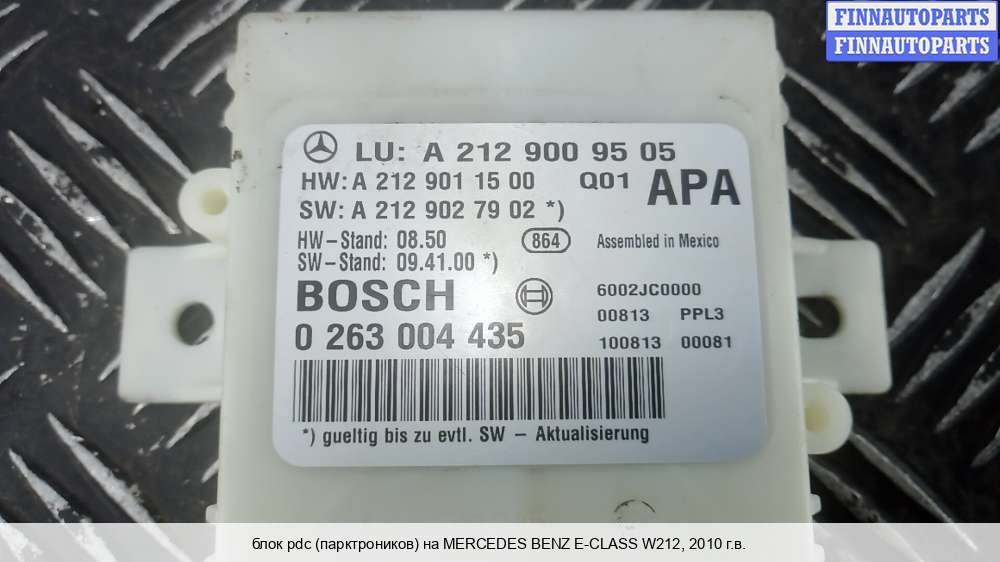 FINNAUTOPARTS
FINNAUTOPARTS
LU: A 212 900 95 05
HW: A 212 901 15 00 Q01 APA
SW: A 212 902 79 02 *)
HW-Stand: 08.50 864 Assembled in Mexico
SW-Stand: 09.41.00 *)
BOSCH 6002JC0000
00813 PPL3
0 263 004 435 100813 00081
*) gueltig bis zu evtl. SW - Aktualisierung
блок pdc (парктроников) на MERCEDES BENZ E-CLASS W212, 2010 г.в.